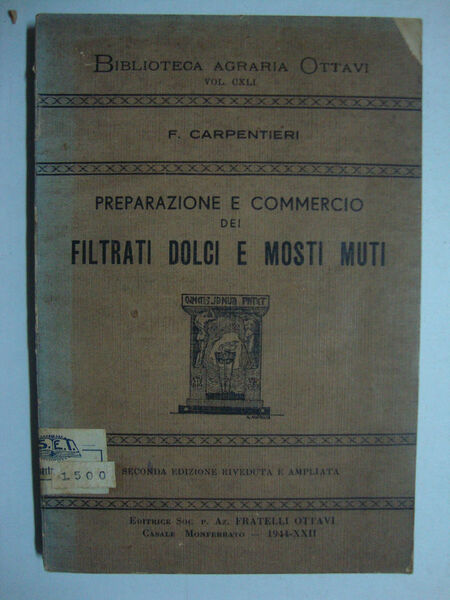 BIBLIOTECA AGRARIA OTTAVI
VOL. CXLI.
F. CARPENTIERI
PREPARAZIONE E COMMERCIO
DEI
FILTRATI DOLCI E MOSTI MUTI
OMNIBUS JANUA PATET
S.E.T.
1500
SECONDA EDIZIONE RIVEDUTA E AMPLIATA
EDITRICE SOC. P. AZ. FRATELLI OTTAVI
CASALE MONFERRATO — 1944-XXII